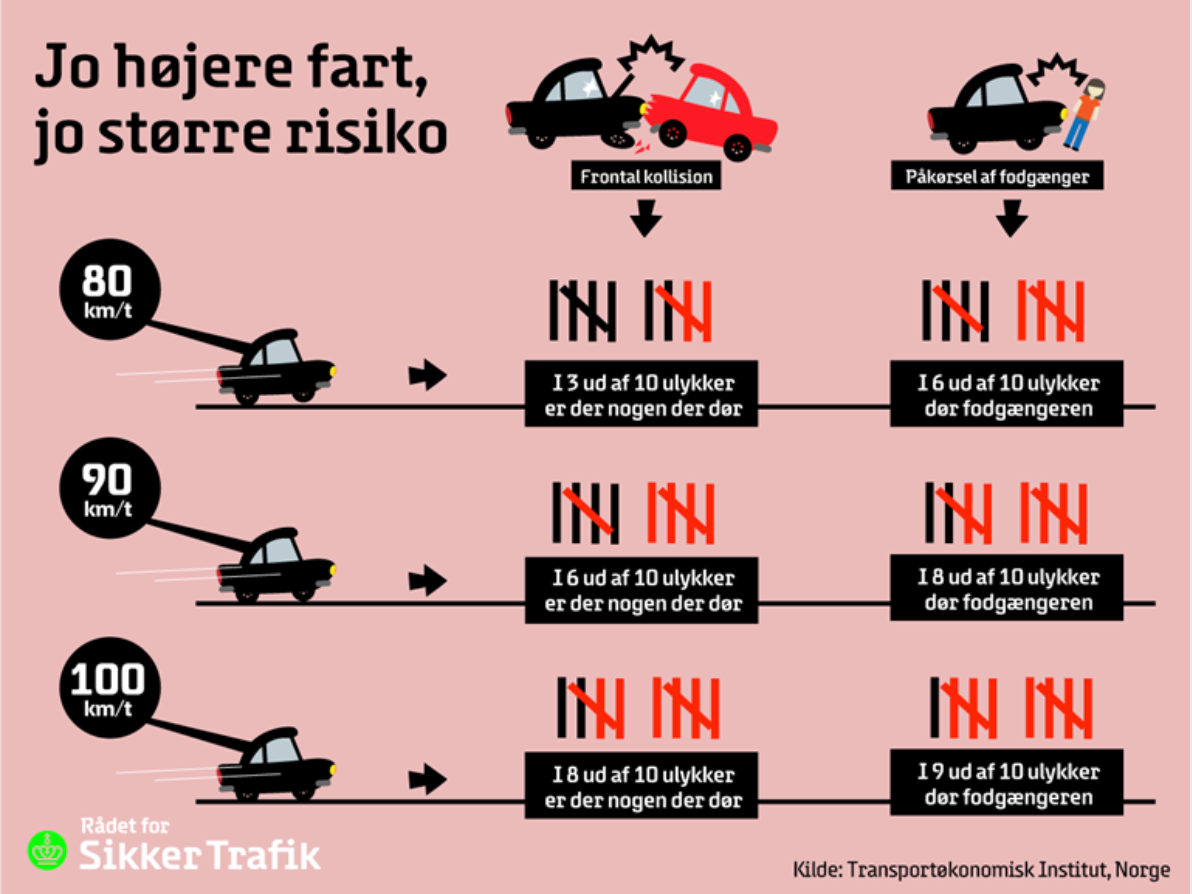 Jo højere fart,
jo større risiko
Frontal kollision
Påkørsel af fodgænger
80
km/t
I 3 ud af 10 ulykker
er der nogen der dør
I 6 ud af 10 ulykker
dør fodgængeren
90
km/t
I 6 ud af 10 ulykker
er der nogen der dør
I 8 ud af 10 ulykker
dør fodgængeren
100
km/t
I 8 ud af 10 ulykker
er der nogen der dør
I 9 ud af 10 ulykker
dør fodgængeren
Rådet for
Sikker Trafik
Kilde: Transportøkonomisk Institut, Norge